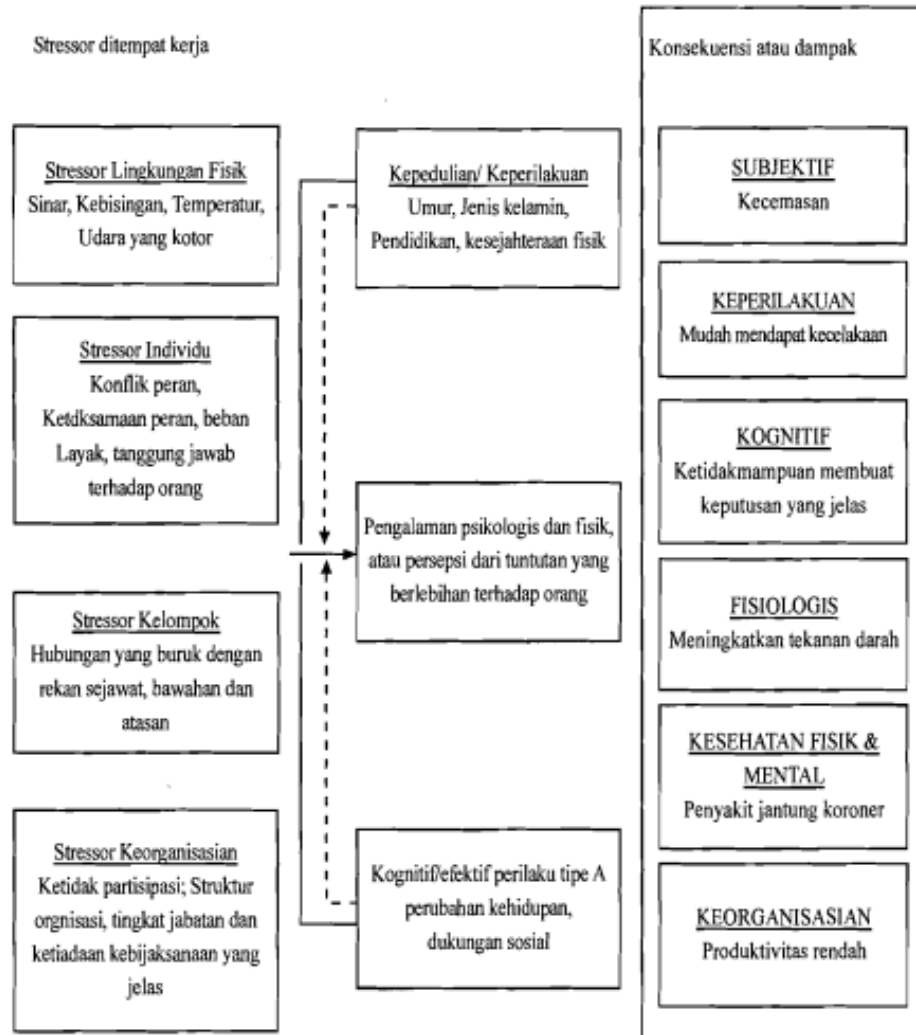 Stressor ditempat kerja
Stressor Lingkungan Fisik
Sinar, Kebisingan, Temperatur,
Udara yang kotor
Stressor Individu
Konflik peran,
Ketdksamaan peran, beban
Layak, tanggung jawab
terhadap orang
Stressor Kelompok
Hubungan yang buruk dengan
rekan sejawat, bawahan dan
atasan
Stressor Keorganisasian
Ketidak partisipasi; Struktur
orgnisasi, tingkat jabatan dan
ketiadaan kebijaksanaan yang
jelas
Kepedulian/ Keperilakuan
Umur, Jenis kelamin,
Pendidikan, kesejahteraan fisik
Pengalaman psikologis dan fisik,
atau persepsi dari tuntutan yang
berlebihan terhadap orang
Kognitif/efektif perilaku tipe A
perubahan kehidupan,
dukungan sosial
Konsekuensi atau dampak
SUBJEKTIF
Kecemasan
KEPERILAKUAN
Mudah mendapat kecelakaan
KOGNITIF
Ketidakmampuan membuat
keputusan yang jelas
FISIOLOGIS
Meningkatkan tekanan darah
KESEHATAN FISIK &
MENTAL
Penyakit jantung koroner
KEORGANISASIAN
Produktivitas rendah